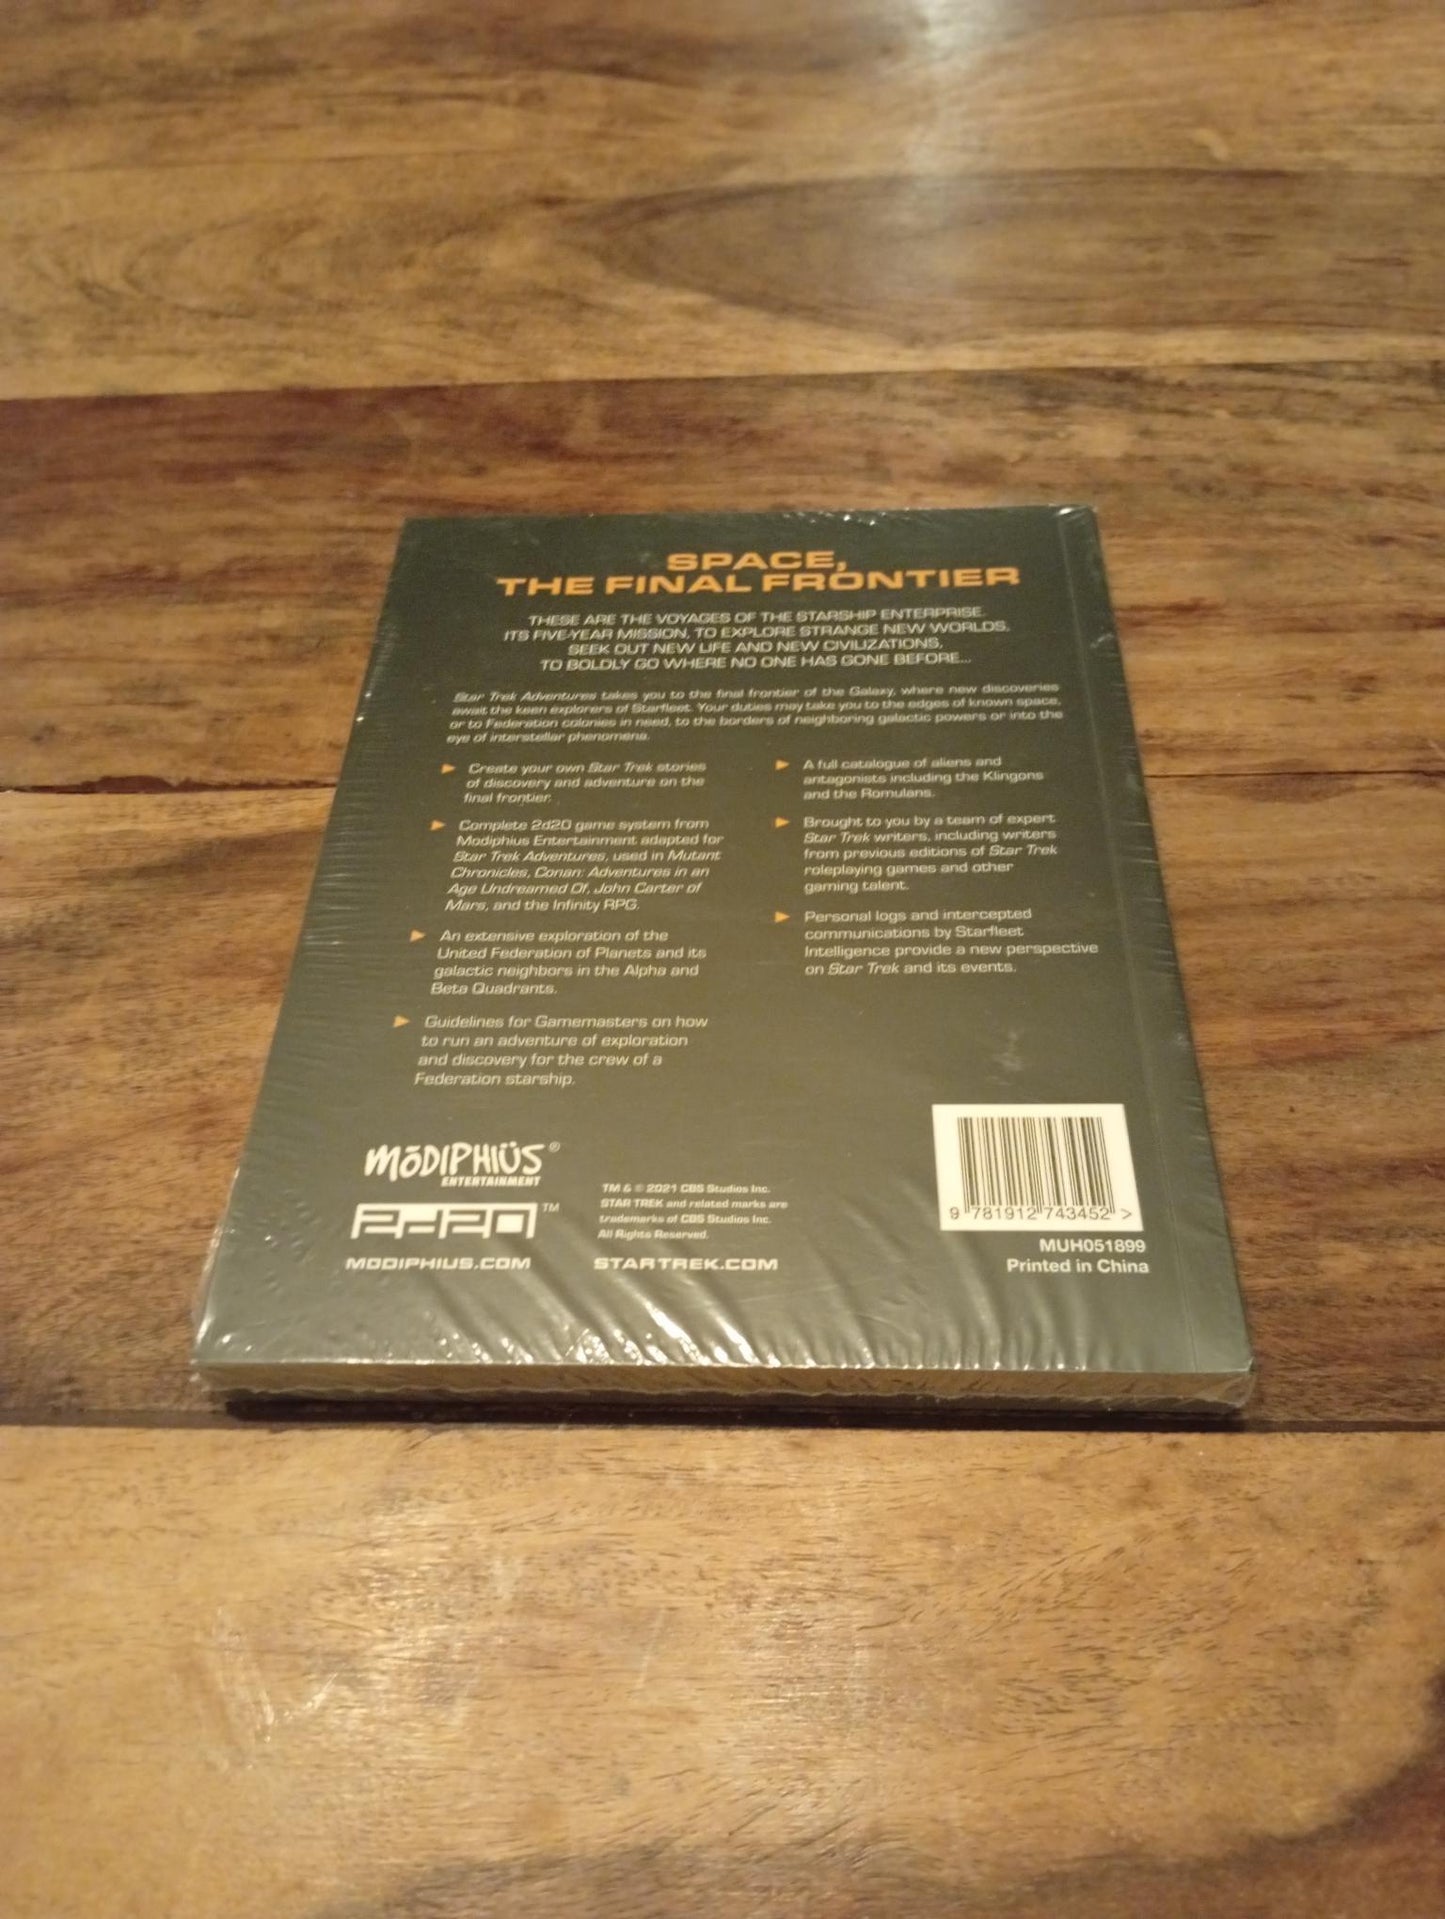 SPACE,
THE FINAL FRONTIER
THESE ARE THE VOYAGES OF THE STARSHIP ENTERPRISE.
ITS FIVE-YEAR MISSION, TO EXPLORE STRANGE NEW WORLDS,
SEEK OUT NEW LIFE AND NEW CIVILIZATIONS,
TO BOLDLY GO WHERE NO ONE HAS GONE BEFORE...
Star Trek Adventures takes you to the final frontier of the Galaxy, where new discoveries
await the keen explorers of Starfleet. Your duties may take you to the edges of known space,
or to Federation colonies in need, to the borders of neighboring galactic powers or into the
eye of interstellar phenomena.
Create your own Star Trek stories
of discovery and adventure on the
final frontier.
Complete 2d20 game system from
Modiphius Entertainment adapted for
Star Trek Adventures, used in Mutant
Chronicles, Conan: Adventures in an
Age Undreamed Of, John Carter of
Mars, and the Infinity RPG.
An extensive exploration of the
United Federation of Planets and its
galactic neighbors in the Alpha and
Beta Quadrants.
Guidelines for Gamemasters on how
to run an adventure of exploration
and discovery for the crew of a
Federation starship.
A full catalogue of aliens and
antagonists including the Klingons
and the Romulans.
Brought to you by a team of expert
Star Trek writers, including writers
from previous editions of Star Trek
roleplaying games and other
gaming talent.
Personal logs and intercepted
communications by Starfleet
Intelligence provide a new perspective
on Star Trek and its events.
MōDIPHIÜS®
ENTERTAINMENT
2d20™
MODIPHIUS.COM
TM & © 2021 CBS Studios Inc.
STAR TREK and related marks are
trademarks of CBS Studios Inc.
All Rights Reserved.
STARTREK.COM
9 781912 743452 >
MUH051899
Printed in China